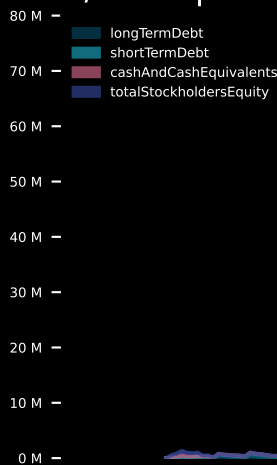 80 M
longTermDebt
shortTermDebt
70 M
cashAndCashEquivalents
totalStockholdersEquity
60 M
50 M
40 M
30 M
20 M
10 M
0 M